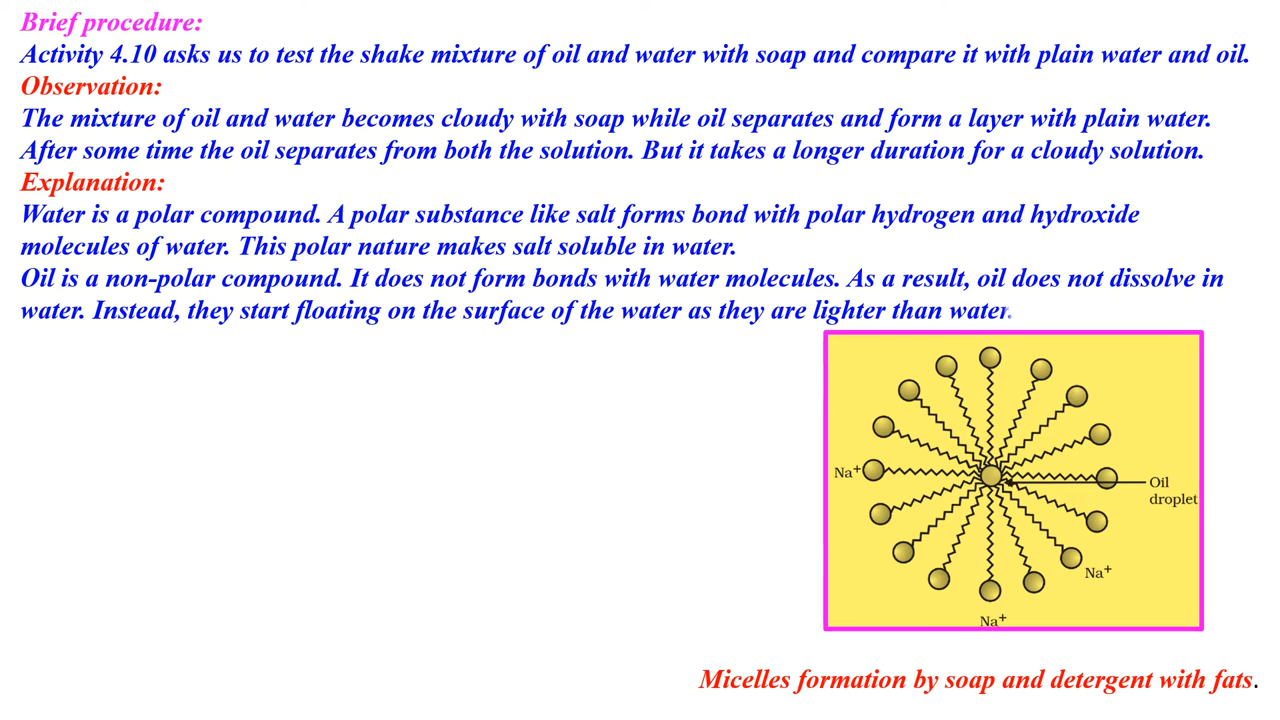 Brief procedure:
Activity 4.10 asks us to test the shake mixture of oil and water with soap and compare it with plain water and oil.
Observation:
The mixture of oil and water becomes cloudy with soap while oil separates and form a layer with plain water.
After some time the oil separates from both the solution. But it takes a longer duration for a cloudy solution.
Explanation:
Water is a polar compound. A polar substance like salt forms bond with polar hydrogen and hydroxide
molecules of water. This polar nature makes salt soluble in water.
Oil is a non-polar compound. It does not form bonds with water molecules. As a result, oil does not dissolve in
water. Instead, they start floating on the surface of the water as they are lighter than water.
Na+
Oil
droplet
Na+
Na+
Micelles formation by soap and detergent with fats.